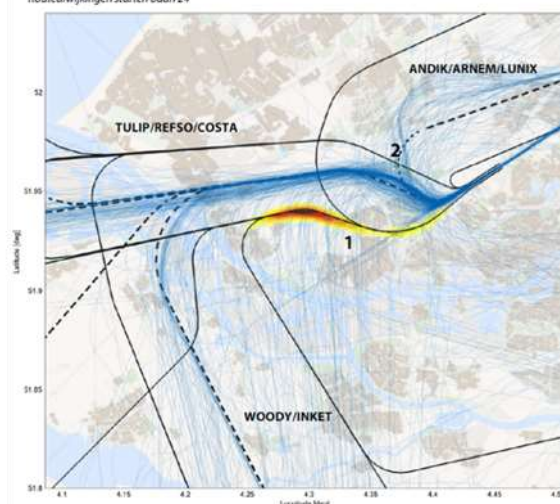 Routeafwijkingen starten baan 24
ANDIK/ARNEM/LUNIX
52
TULIP/REFSO/COSTA
2
51.95
1
Latitude [deg]
51.9
51.85
WOODY/INKET
51.8
4.1 4.15 4.2 4.25 4.3 4.35 4.4 4.45 4.5